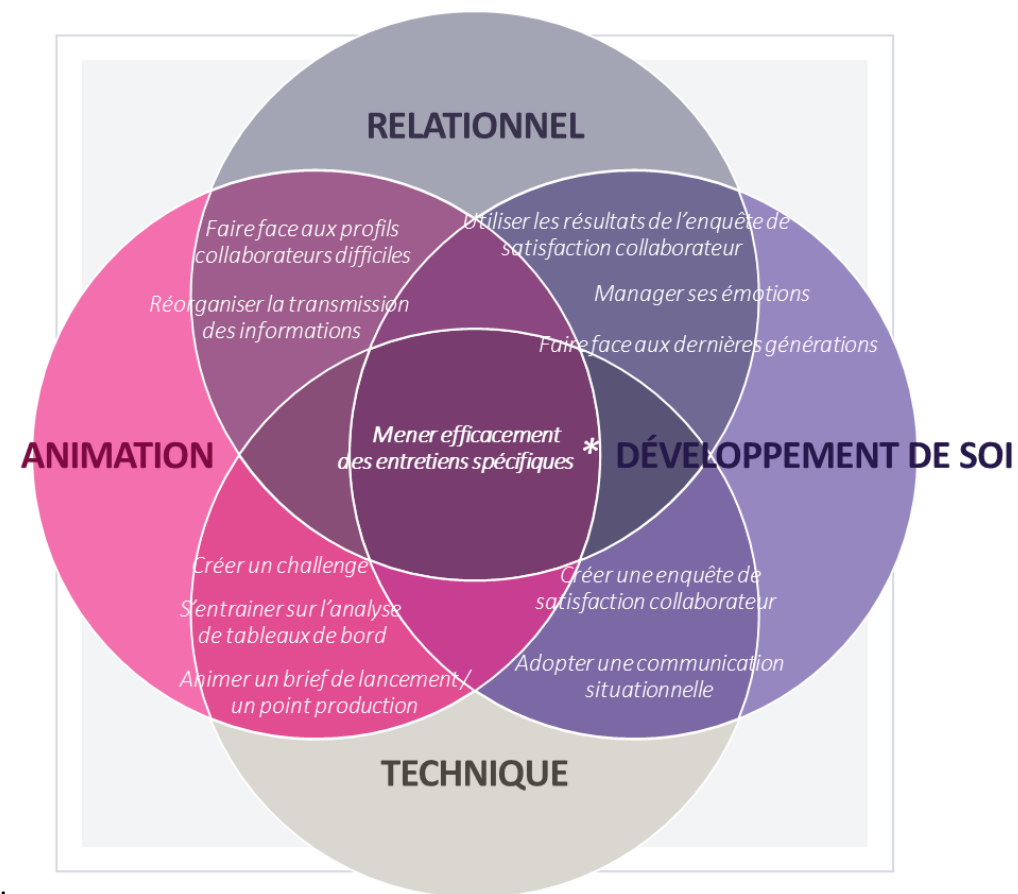 RELATIONNEL
Faire face aux profils
collaborateurs difficiles
Réorganiser la transmission
des informations
Utiliser les résultats de l'enquête de
satisfaction collaborateur
Manager ses émotions
Faire face aux dernières générations
ANIMATION
Mener efficacement
des entretiens spécifiques *
DÉVELOPPEMENT DE SOI
Créer un challenge
S'entrainer sur l'analyse
de tableaux de bord
Animer un brief de lancement/
un point production
Créer une enquête de
satisfaction collaborateur
Adopter une communication
situationnelle
TECHNIQUE
.